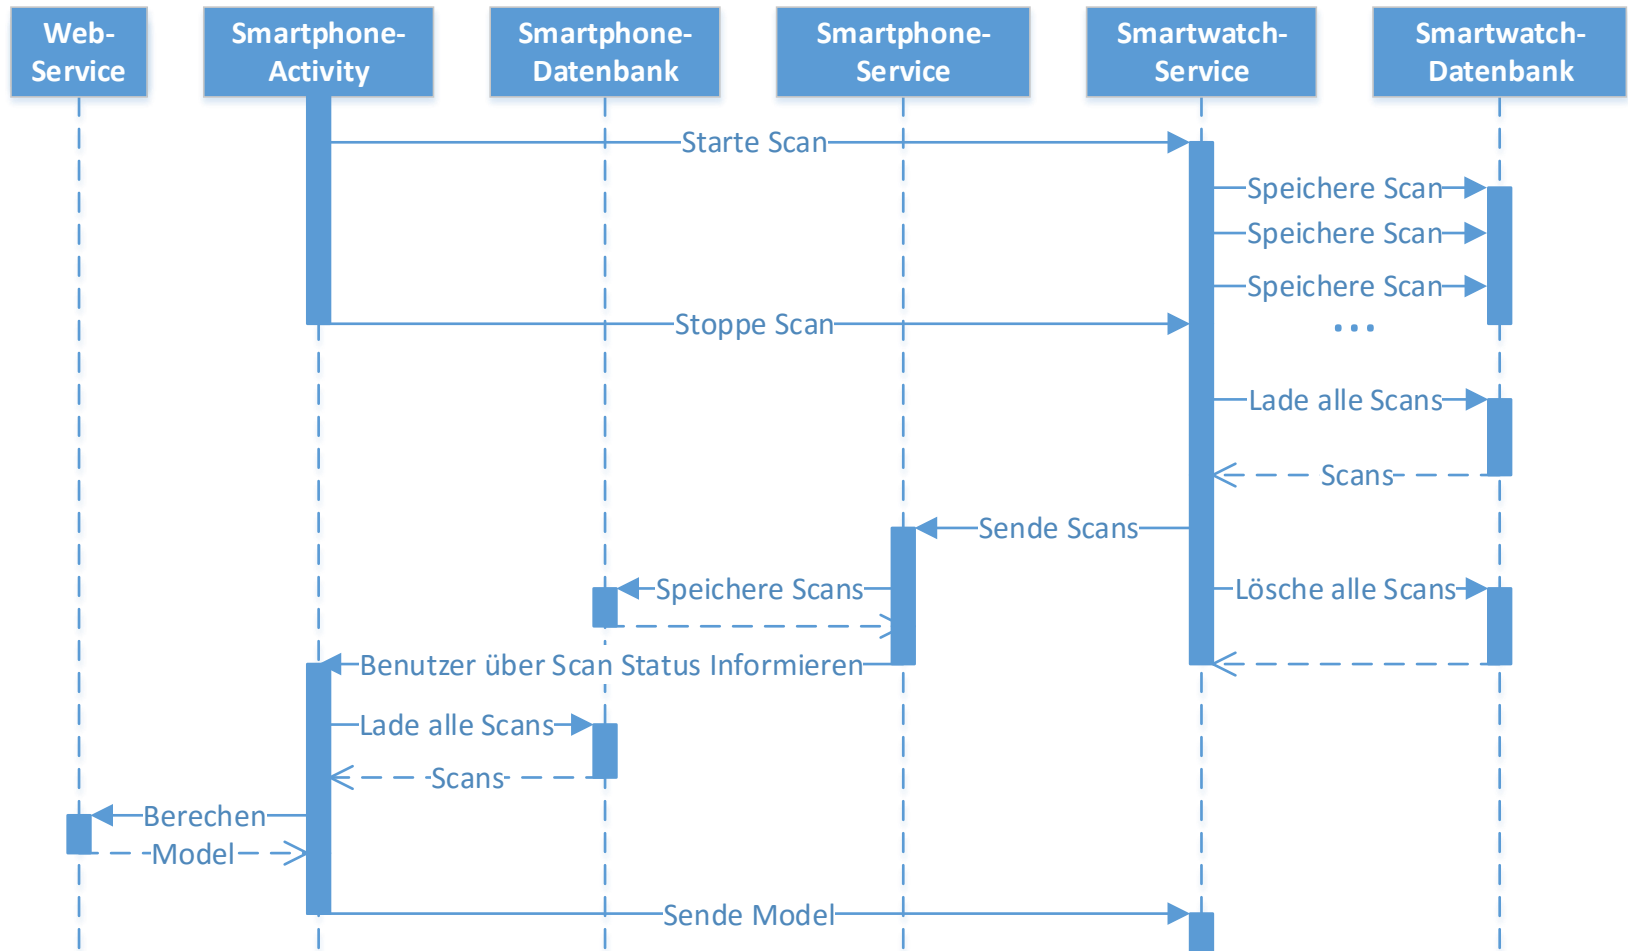 Web-
Service
Smartphone-
Activity
Smartphone-
Datenbank
Smartphone-
Service
Smartwatch-
Service
Smartwatch-
Datenbank
Starte Scan
Speichere Scan
Speichere Scan
Speichere Scan
Stoppe Scan
...
Lade alle Scans
Scans
Sende Scans
Speichere Scans
Lösche alle Scans
Benutzer über Scan Status Informieren
Lade alle Scans
Scans
Berechen
Model
Sende Model